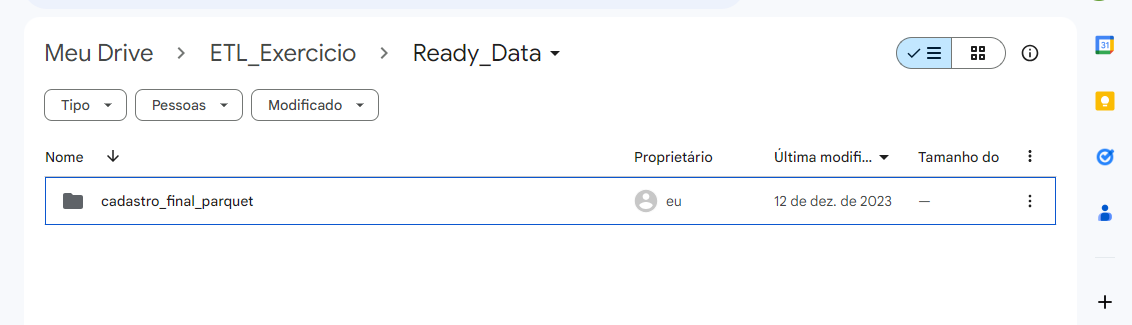 Meu Drive > ETL_Exercicio > Ready_Data
Tipo Pessoas Modificado
Nome Proprietário Última modifi... Tamanho do
cadastro_final_parquet eu 12 de dez. de 2023 —
31